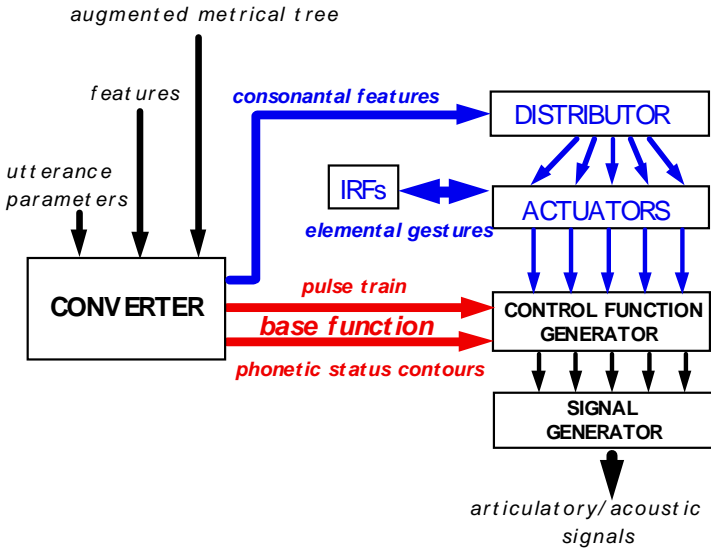 augmented metrical tree
features
consonantal features
DISTRIBUTOR
utterance
parameters
IRFs
ACTUATORS
elemental gestures
CONVERTER
pulse train
base function
phonetic status contours
CONTROL FUNCTION
GENERATOR
SIGNAL
GENERATOR
articulatory/acoustic
signals